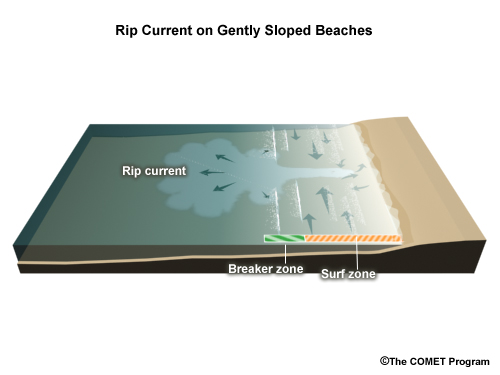 Rip Current on Gently Sloped Beaches
Rip current
Breaker zone
Surf zone
©The COMET Program